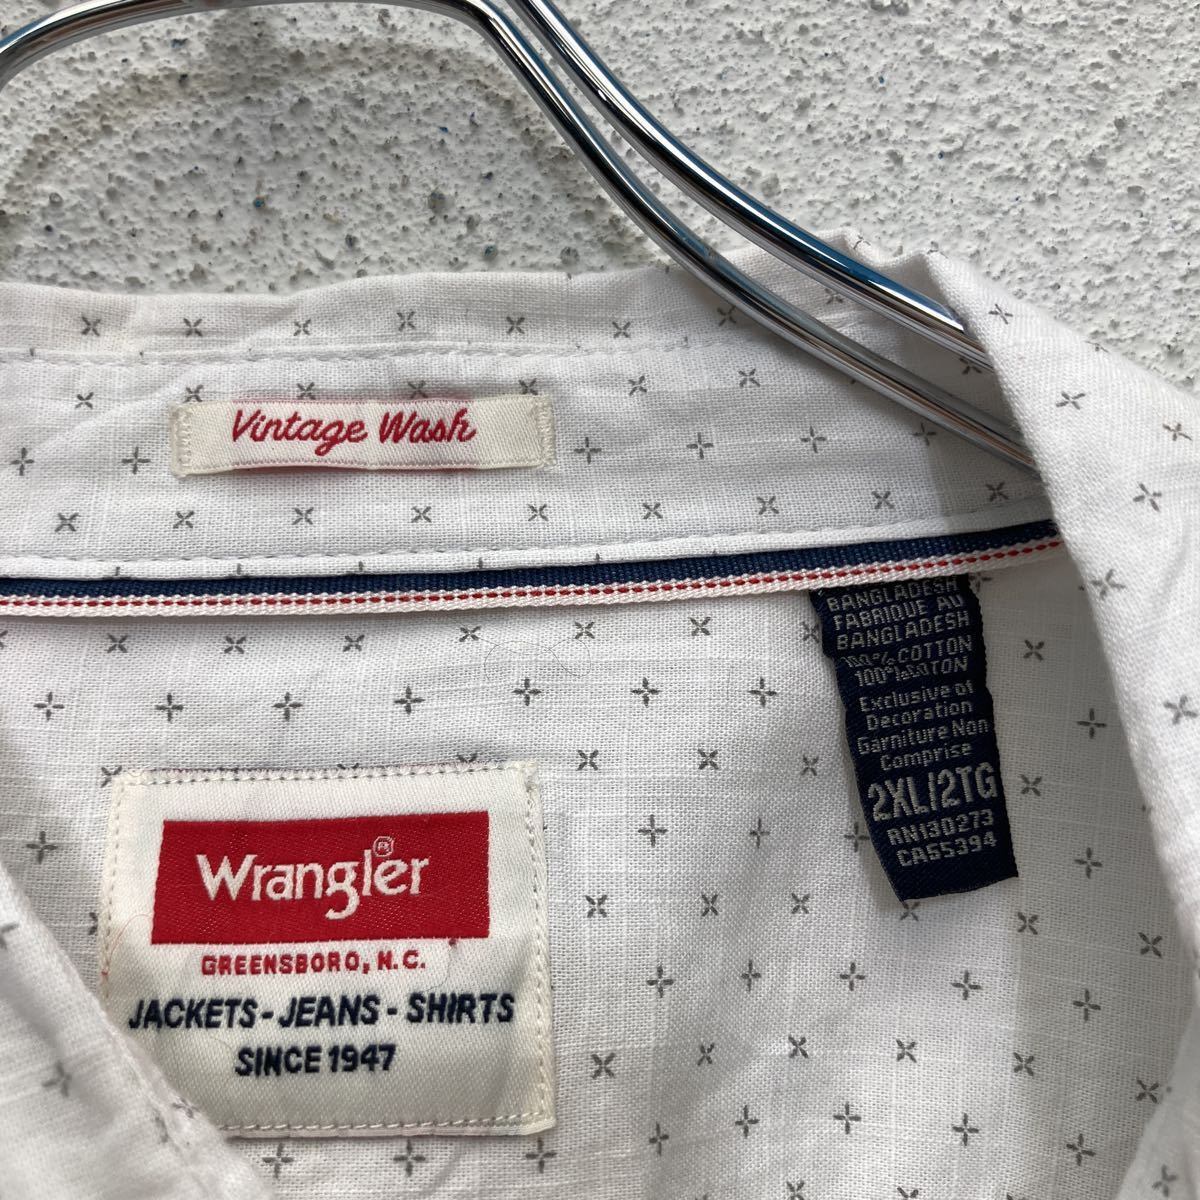 Vintage Wash
BANGLADESH
FABRIQUE AU
BANGLADESH
100% COTTON
100% COTON
Exclusive of
Decoration
Garniture Non
Comprise
2XL/2TG
RN130273
CA55394
Wrangler
GREENSBORO, N.C.
JACKETS - JEANS - SHIRTS
SINCE 1947